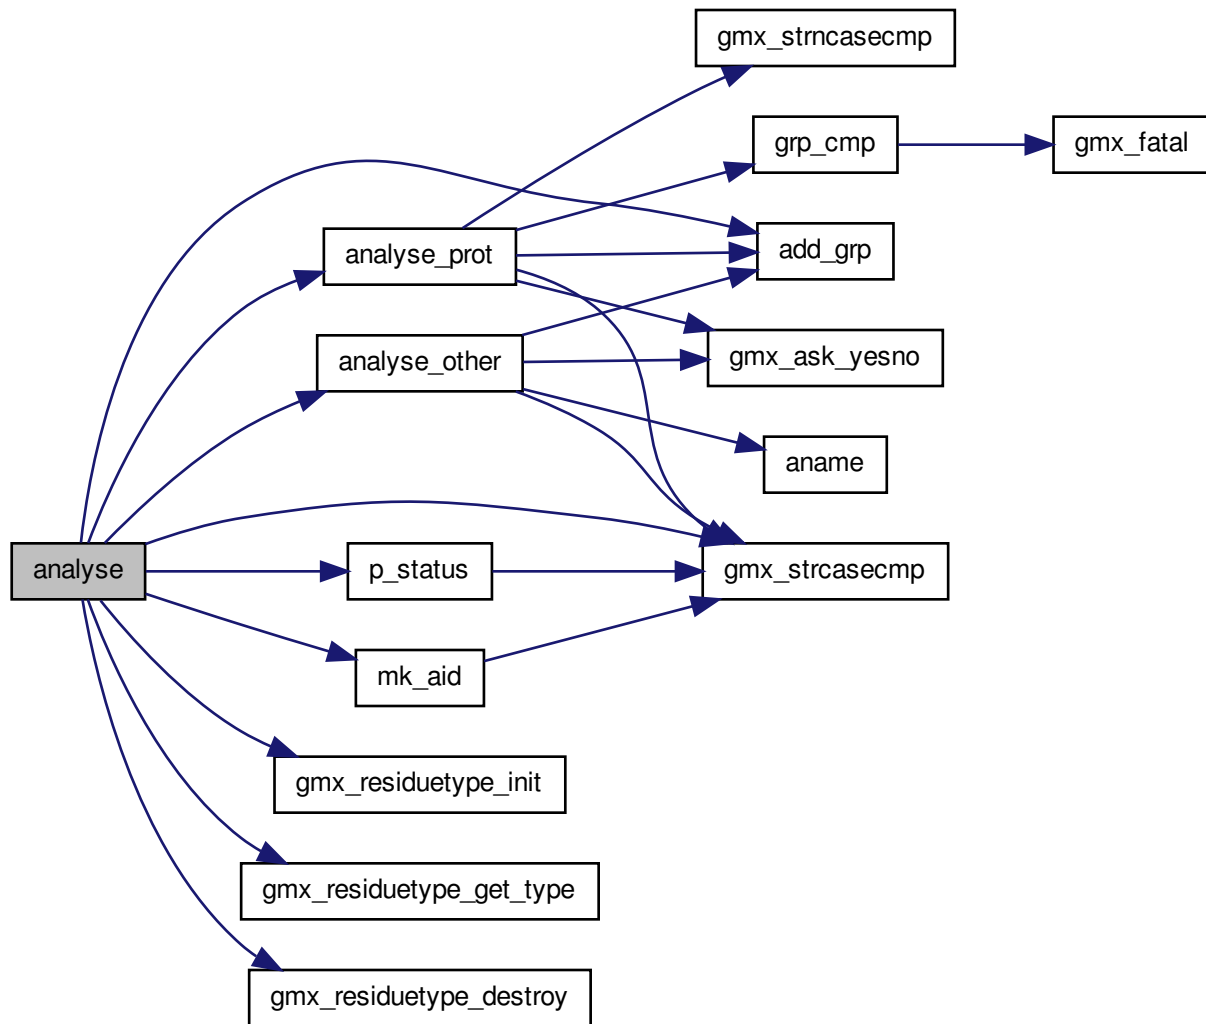 gmx_strncasecmp
grp_cmp
gmx_fatal
analyse_prot
add_grp
analyse_other
gmx_ask_yesno
aname
analyse
p_status
gmx_strcasecmp
mk_aid
gmx_residuetype_init
gmx_residuetype_get_type
gmx_residuetype_destroy